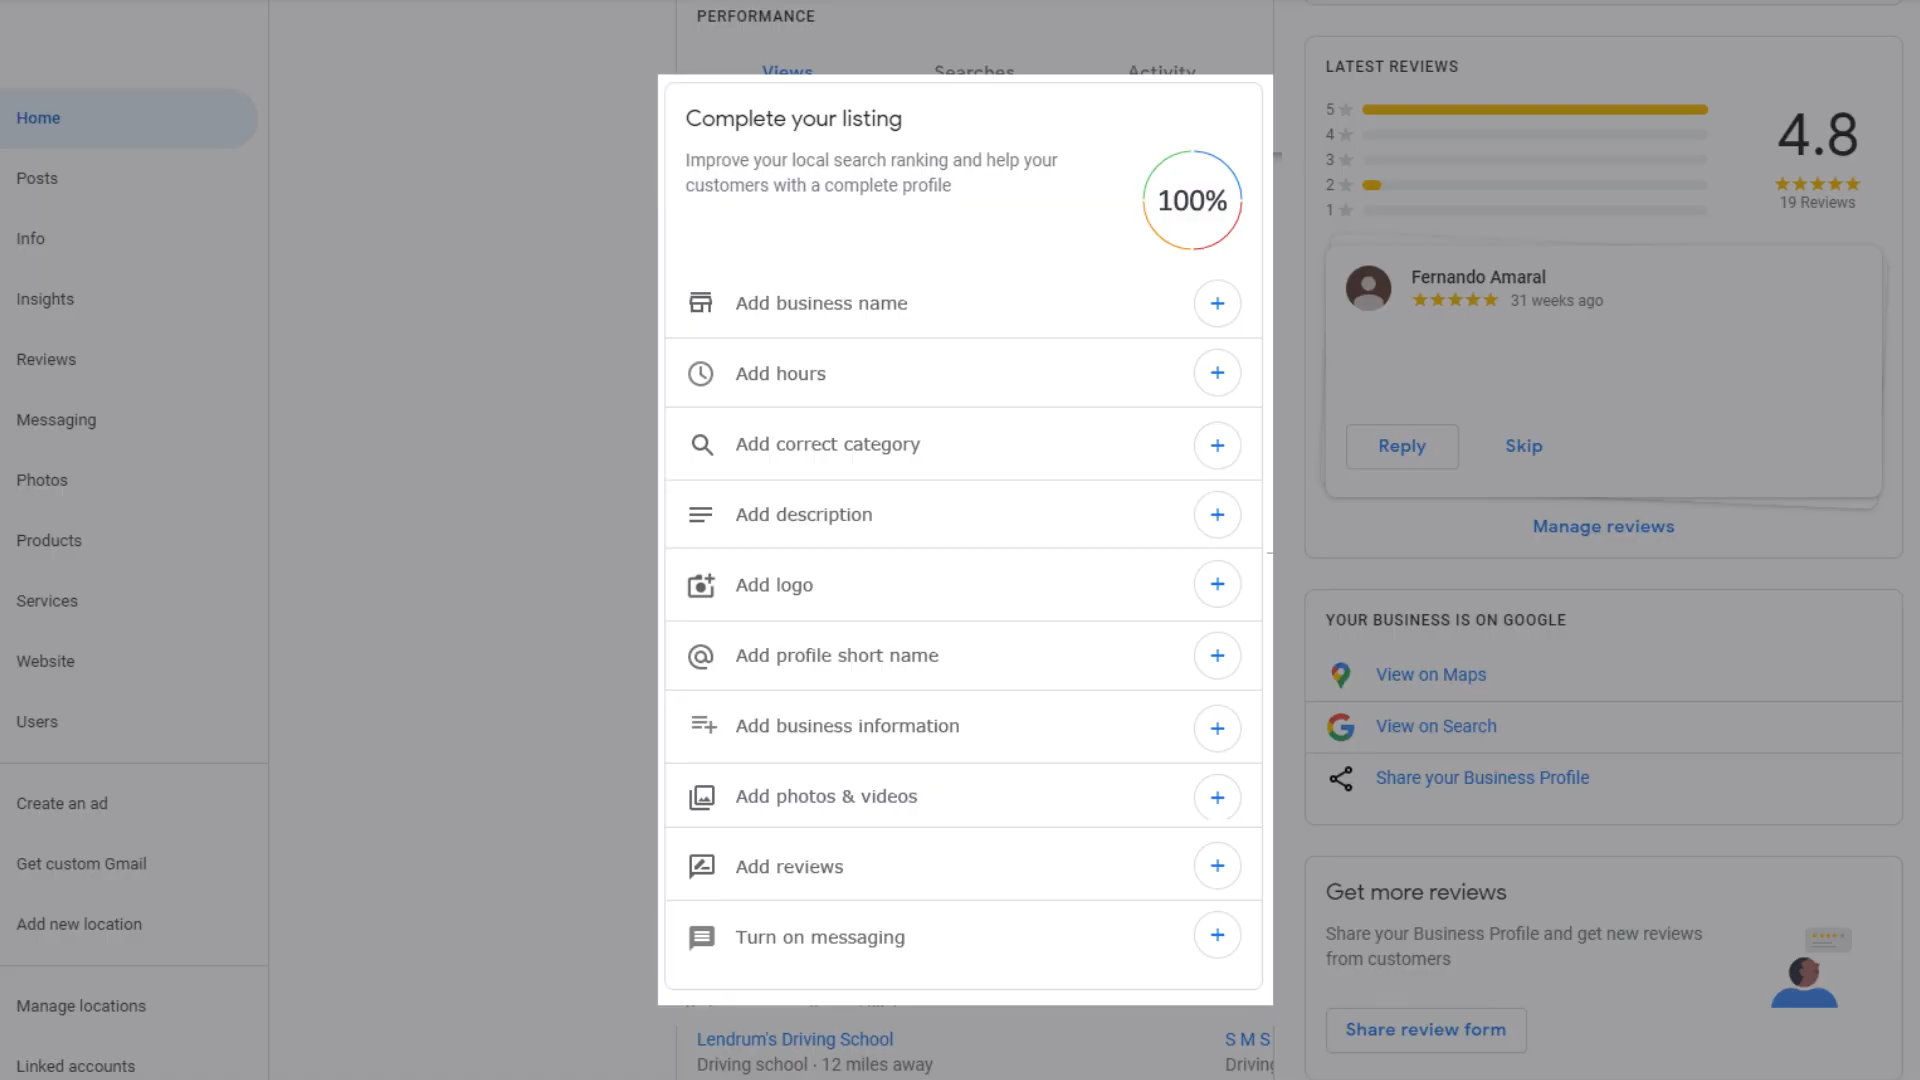 Home
Posts
Info
Insights
Reviews
Messaging
Photos
Products
Services
Website
Users
Create an ad
Get custom Gmail
Add new location
Manage locations
Linked accounts
PERFORMANCE
Views Searches Activity
Complete your listing
Improve your local search ranking and help your
customers with a complete profile
100%
Add business name
Add hours
Add correct category
Add description
Add logo
Add profile short name
Add business information
Add photos & videos
Add reviews
Turn on messaging
Lendrum's Driving School
Driving school · 12 miles away
S M S
Driving
LATEST REVIEWS
5
4
3
2
1
4.8
19 Reviews
Fernando Amaral
31 weeks ago
Reply Skip
Manage reviews
YOUR BUSINESS IS ON GOOGLE
View on Maps
View on Search
Share your Business Profile
Get more reviews
Share your Business Profile and get new reviews
from customers
Share review form